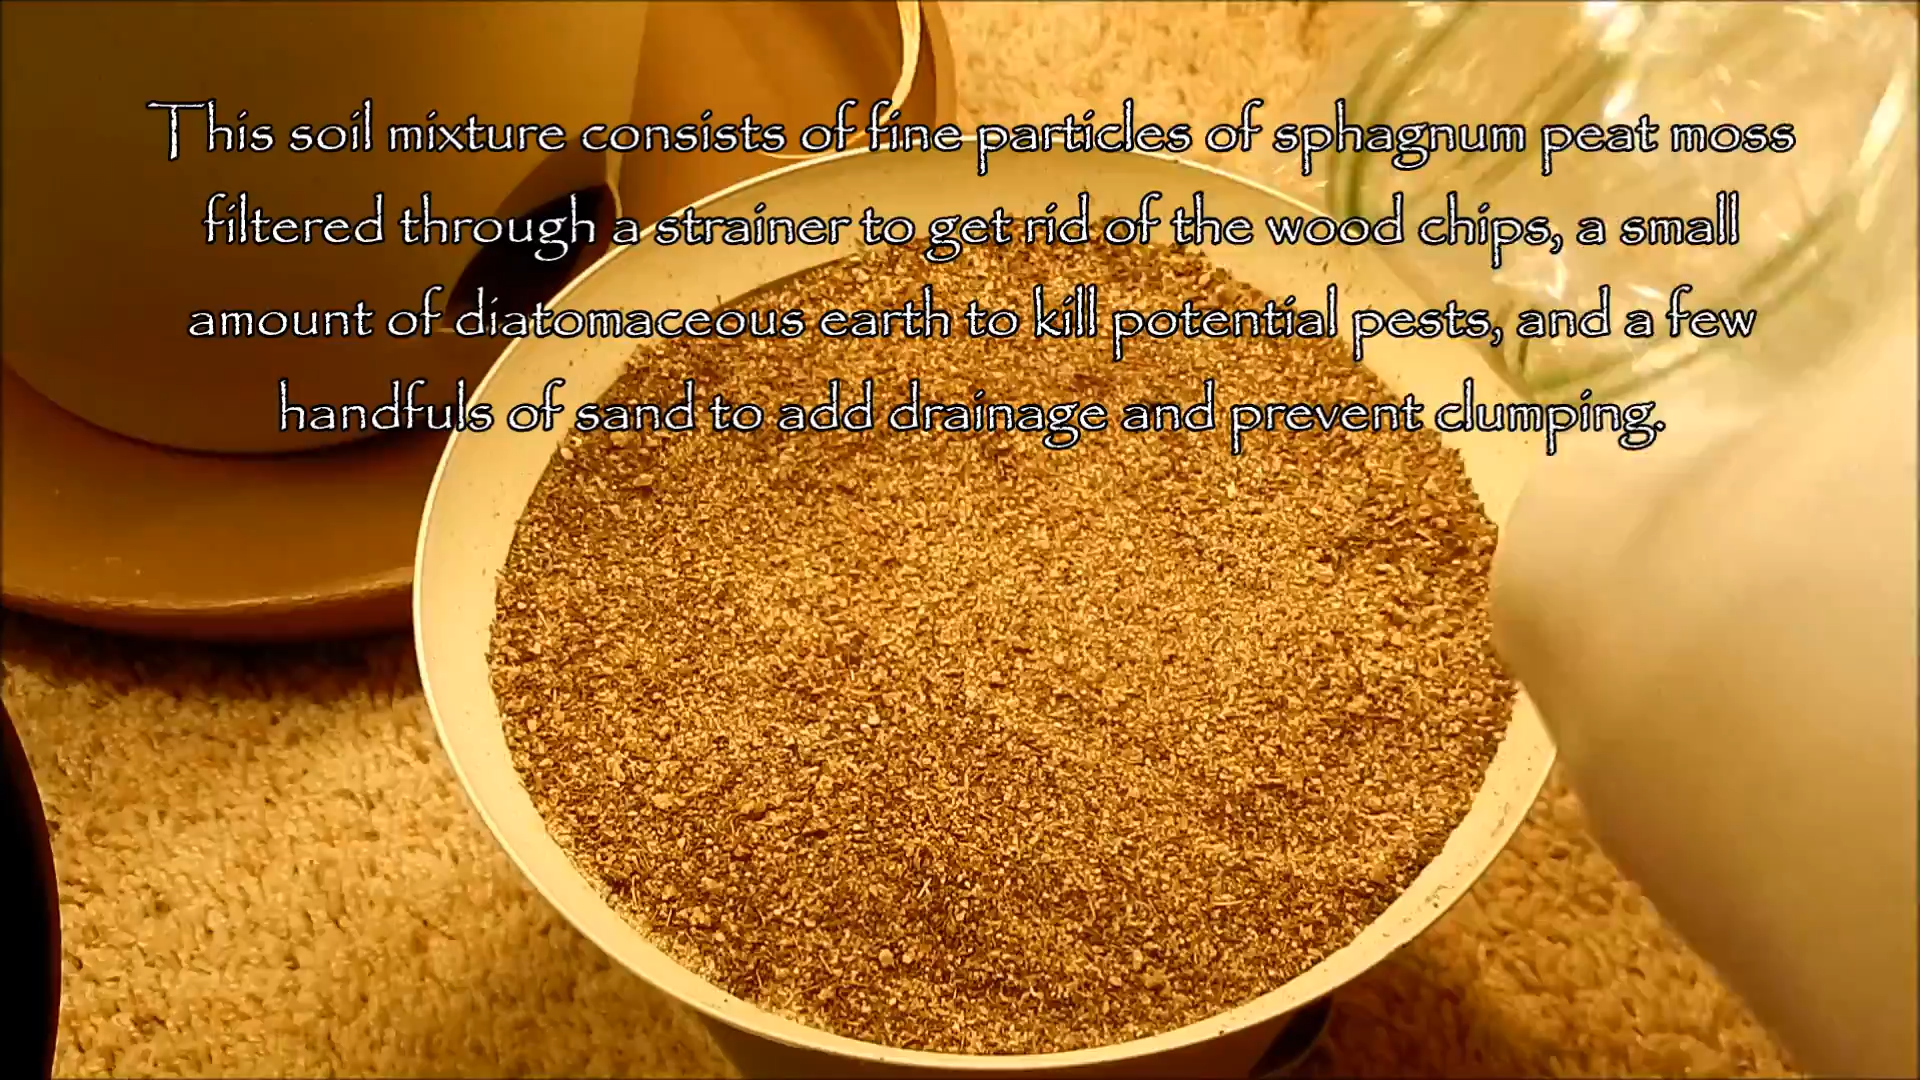 This soil mixture consists of fine particles of sphagnum peat moss
filtered through a strainer to get rid of the wood chips, a small
amount of diatomaceous earth to kill potential pests, and a few
handfuls of sand to add drainage and prevent clumping.